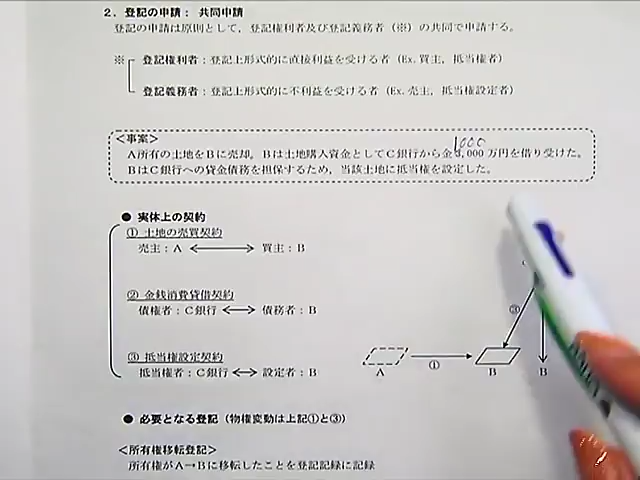 2. 登記の申請： 共同申請
登記の申請は原則として，登記権利者及び登記義務者（※）の共同で申請する。
※ 登記権利者：登記上形式的に直接利益を受ける者（Ex. 買主，抵当権者）
登記義務者：登記上形式的に不利益を受ける者（Ex. 売主，抵当権設定者）
＜事案＞
1000
A所有の土地をBに売却。Bは土地購入資金としてC銀行から金3,000万円を借り受けた。
BはC銀行への貸金債務を担保するため，当該土地に抵当権を設定した。
● 実体上の契約
① 土地の売買契約
売主：A ⟷ 買主：B
② 金銭消費貸借契約
債権者：C銀行 ⟷ 債務者：B
③ 抵当権設定契約
抵当権者：C銀行 ⟷ 設定者：B
③
①
A B B
● 必要となる登記（物権変動は上記①と③）
＜所有権移転登記＞
所有権がA→Bに移転したことを登記記録に記録